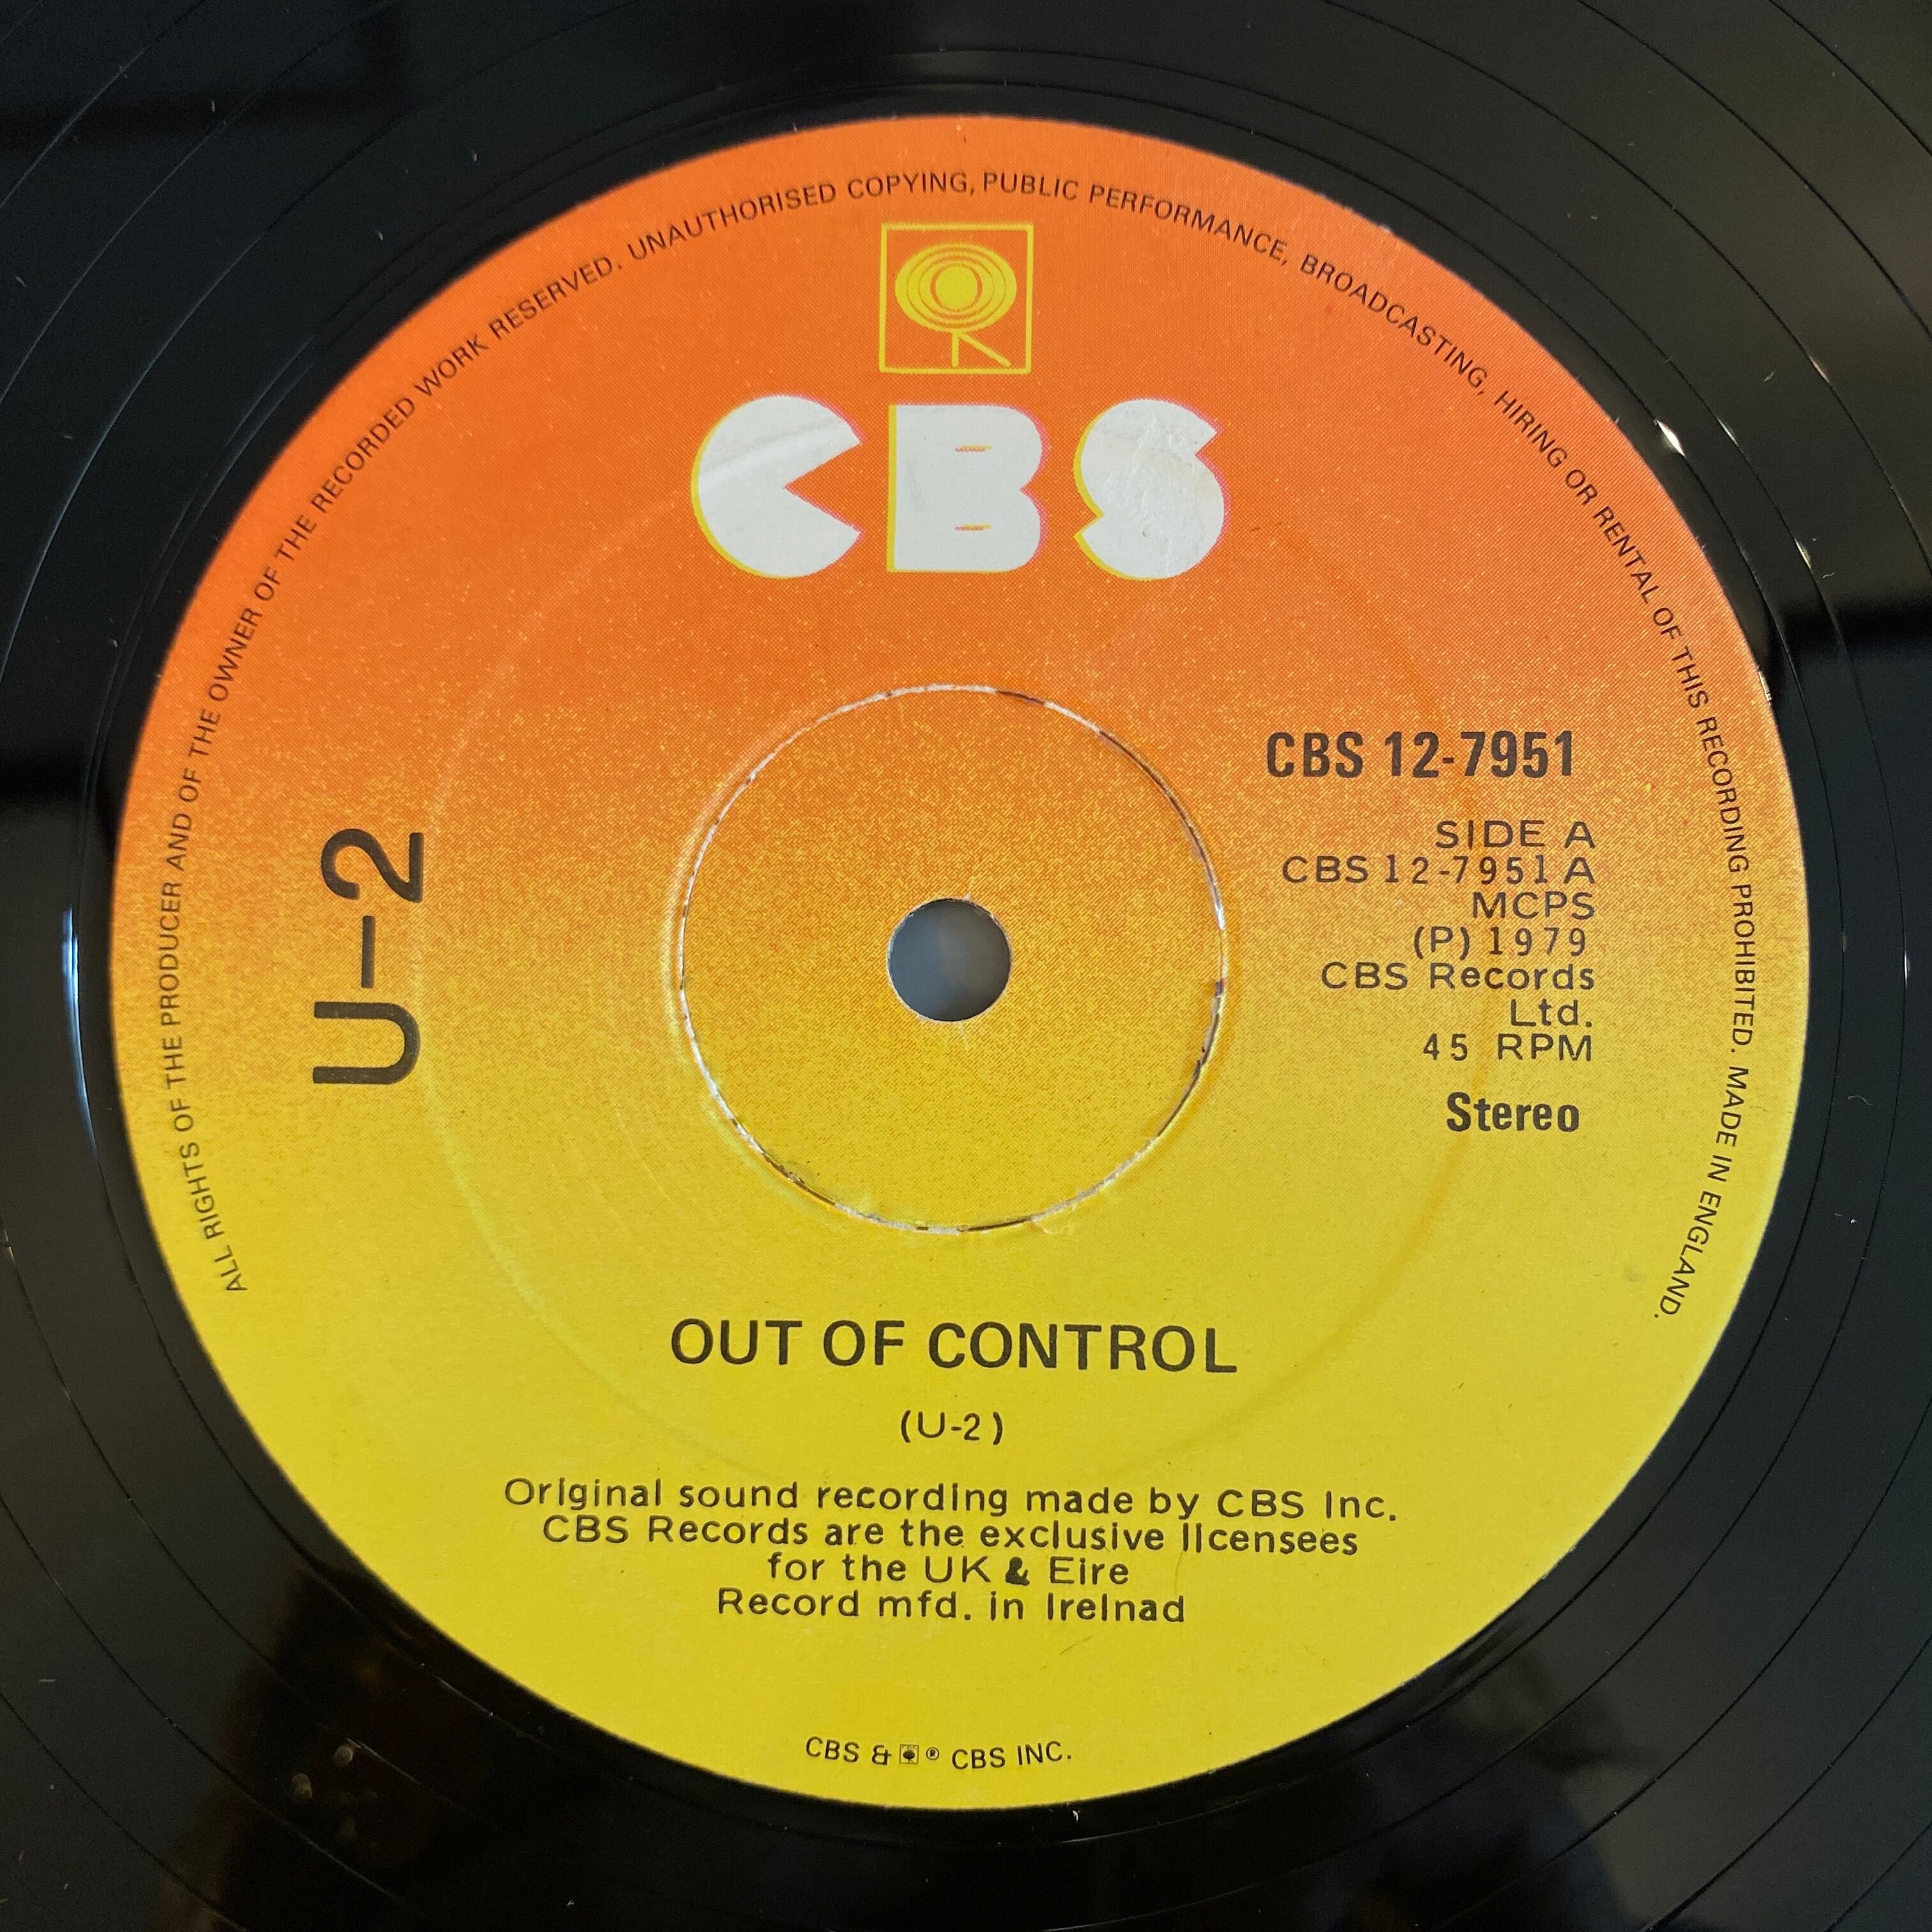 ALL RIGHTS OF THE PRODUCER AND OF THE OWNER OF THE RECORDED WORK RESERVED. UNAUTHORISED COPYING, PUBLIC PERFORMANCE, BROADCASTING, HIRING OR RENTAL OF THIS RECORDING PROHIBITED. MADE IN ENGLAND.
CBS
U-2
CBS 12-7951
SIDE A
CBS 12-7951 A
MCPS
(P) 1979
CBS Records
Ltd.
45 RPM
Stereo
OUT OF CONTROL
(U-2)
Original sound recording made by CBS Inc.
CBS Records are the exclusive licensees
for the UK & Eire
Record mfd. in Irelnad
CBS & ® CBS INC.